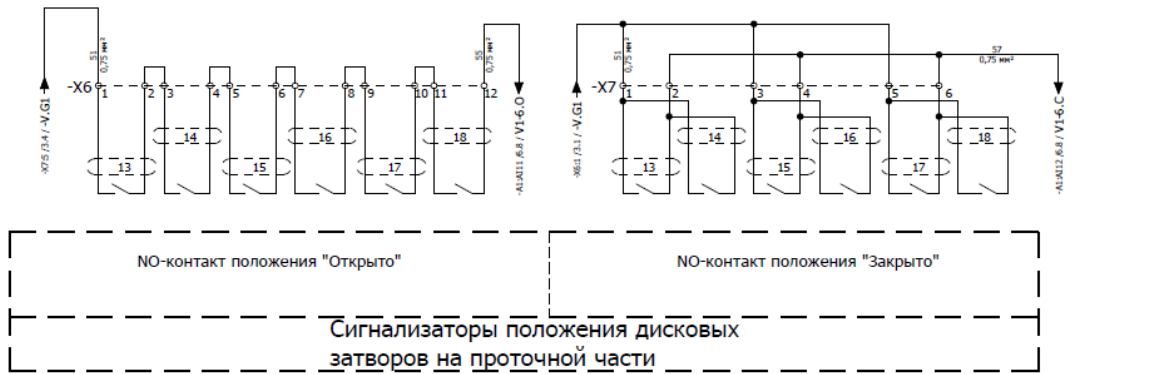 51
0,75 мм²
55
0,75 мм²
-X6
1 2 3 4 5 6 7 8 9 10 11 12
-X7:5 /3.4 / -V.G1
-A1:AI11 /6.8 / V1-6.O
14 16 18
13 15 17
51
0,75 мм²
57
0,75 мм²
-X7
1 2 3 4 5 6
-X6:1 /3.1 / -V.G1
-A1:AI12 /6.8 / V1-6.C
14 16 18
13 15 17
NO-контакт положения "Открыто"
NO-контакт положения "Закрыто"
Сигнализаторы положения дисковых
затворов на проточной части